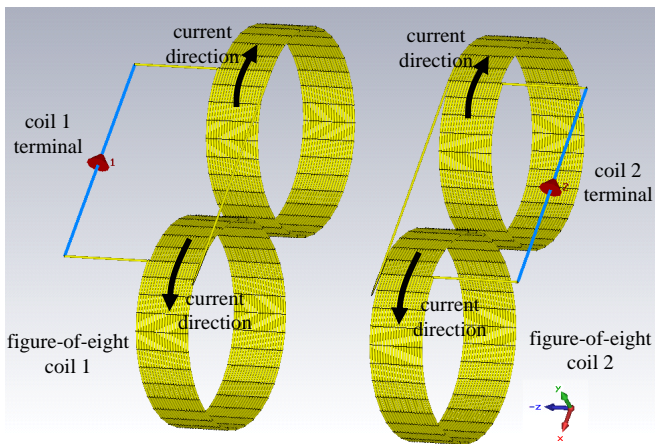 current
direction
current
direction
coil 1
terminal
1
coil 2
terminal
2
current
direction
current
direction
figure-of-eight
coil 1
figure-of-eight
coil 2
y
-z
x